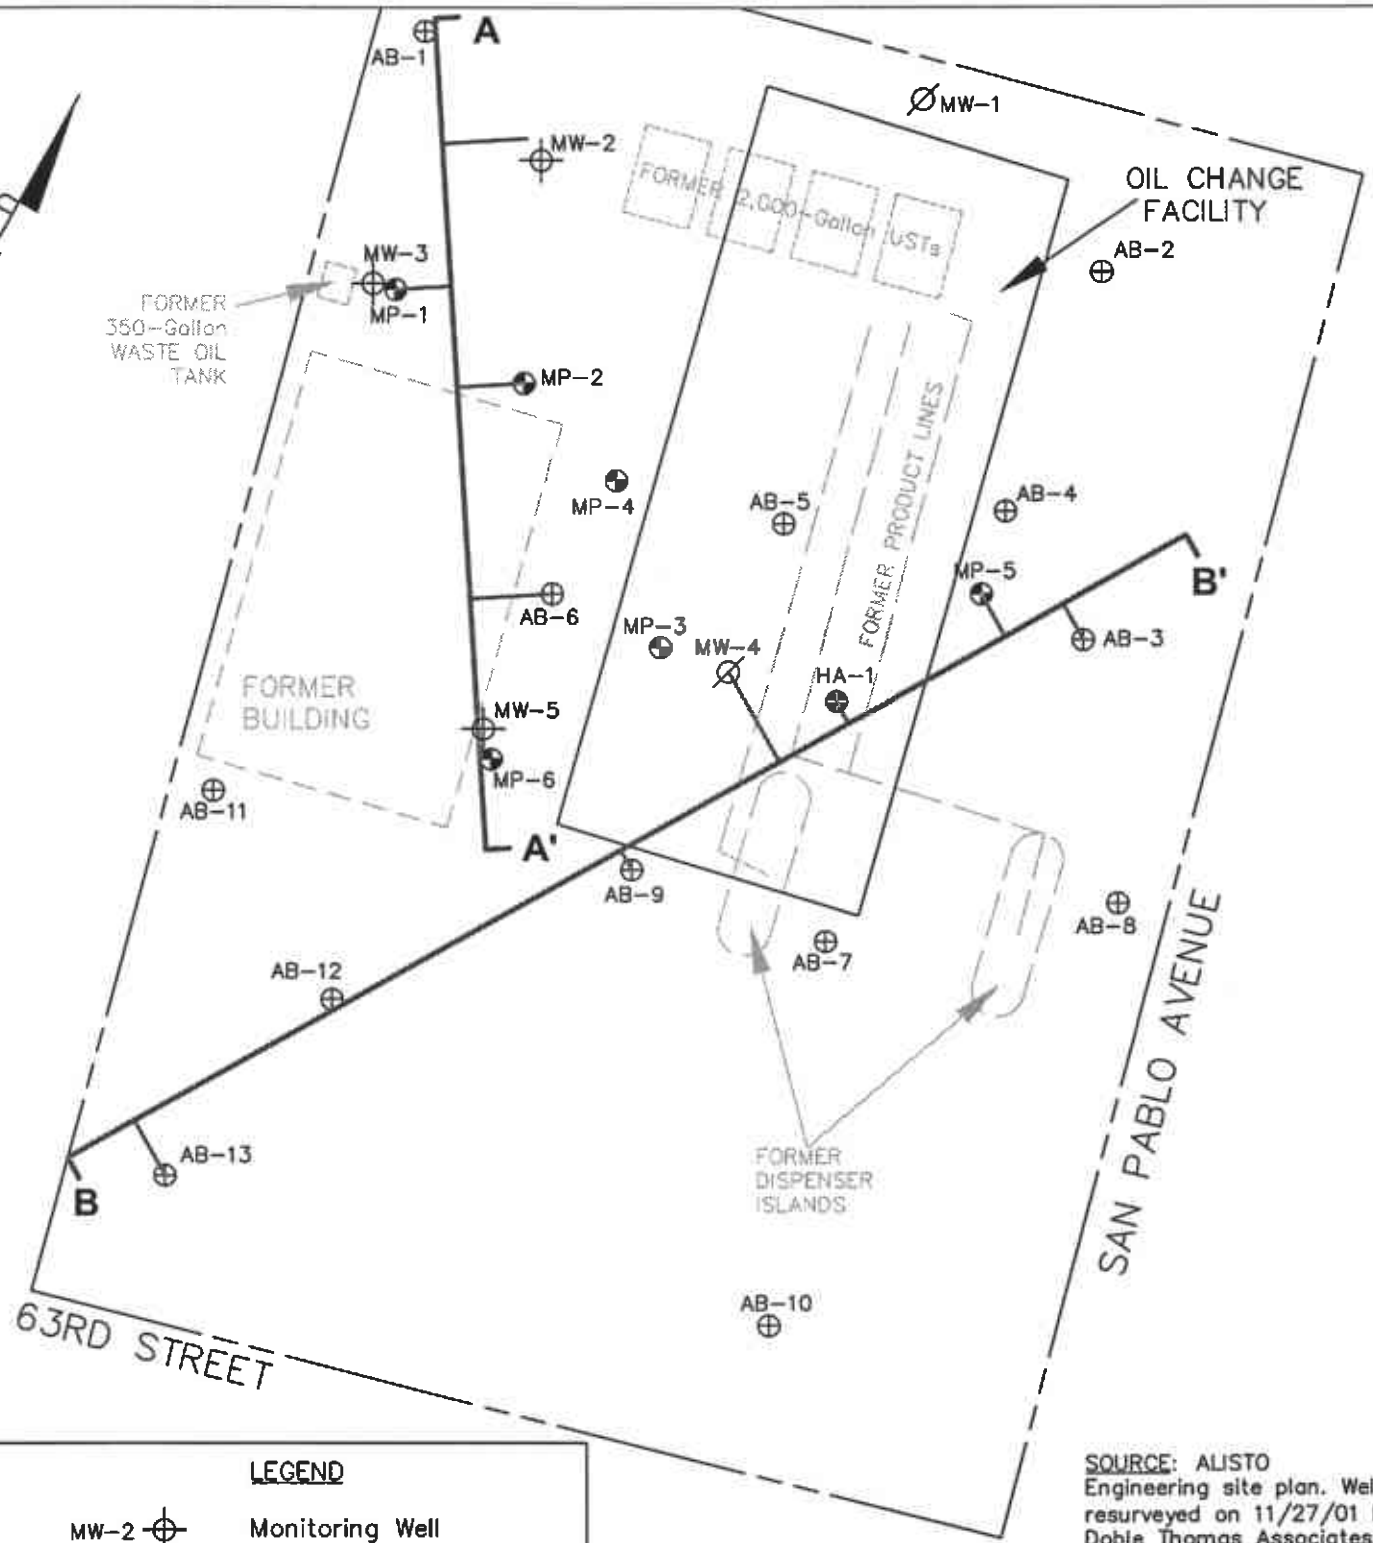 A
AB-1
MW-1
MW-2
FORMER 12,000-Gallon USTs
OIL CHANGE
FACILITY
AB-2
MW-3
MP-1
FORMER
350-Gallon
WASTE OIL
TANK
MP-2
MP-4
AB-5
AB-4
FORMER PRODUCT LINES
MP-5
B'
AB-6
MP-3
MW-4
AB-3
HA-1
FORMER
BUILDING
MW-5
MP-6
AB-11
A'
AB-9
AB-8
AB-7
AB-12
SAN PABLO AVENUE
AB-13
B
FORMER
DISPENSER
ISLANDS
AB-10
63RD STREET
LEGEND
MW-2 Monitoring Well
SOURCE: ALISTO
Engineering site plan.
resurveyed on 11/27/01
Doble Thomas Associates